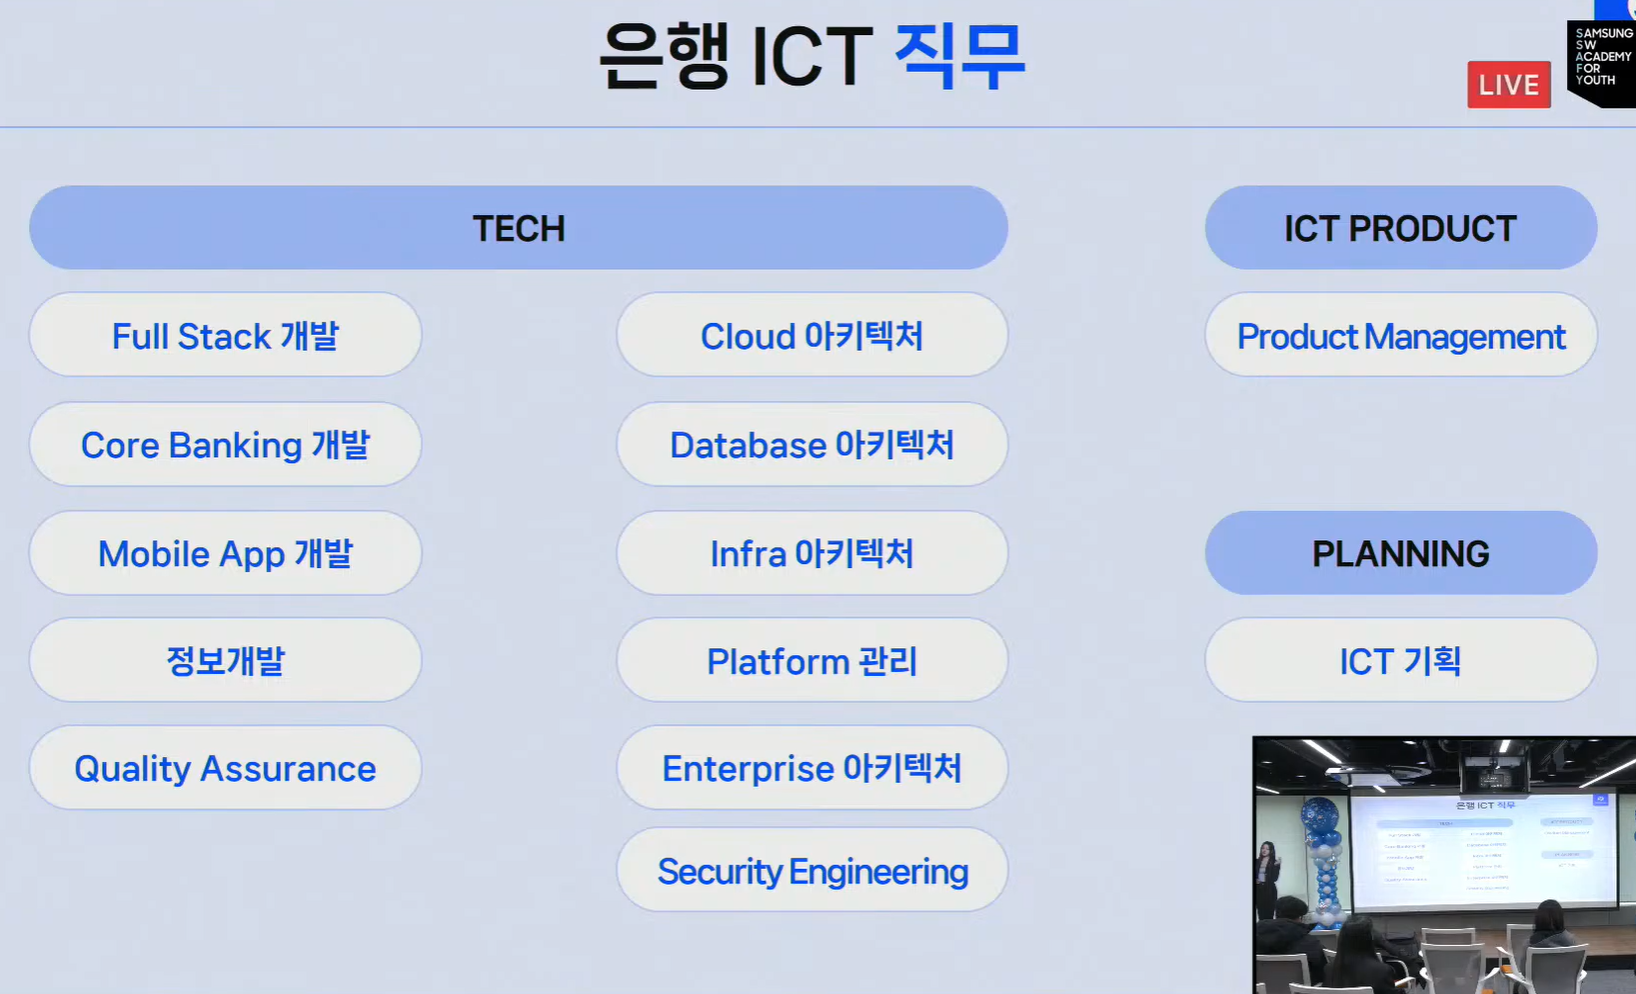 은행 ICT 직무
LIVE
SAMSUNG
SW
ACADEMY
FOR
YOUTH
TECH
Full Stack 개발
Core Banking 개발
Mobile App 개발
정보개발
Quality Assurance
Cloud 아키텍처
Database 아키텍처
Infra 아키텍처
Platform 관리
Enterprise 아키텍처
Security Engineering
ICT PRODUCT
Product Management
PLANNING
ICT 기획
은행 ICT 직무